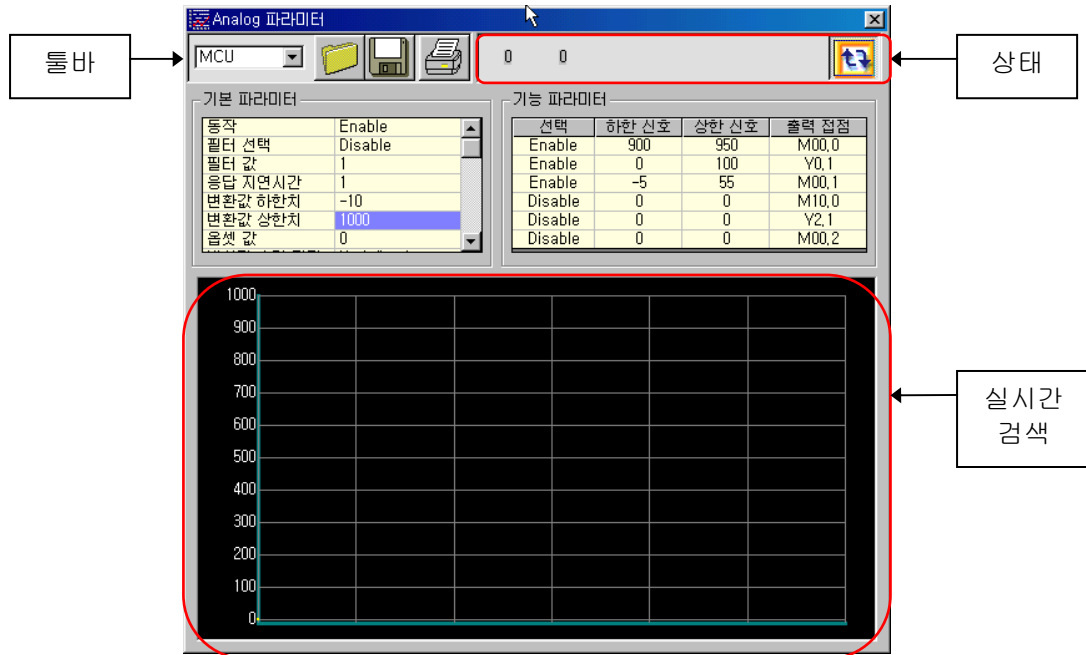 Analog 파라미터
툴바
MCU
0 0
상태
기본 파라미터
동작 Enable
필터 선택 Disable
필터 값 1
응답 지연시간 1
변환값 하한치 -10
변환값 상한치 1000
옵셋 값 0
기능 파라미터
선택 하한 신호 상한 신호 출력 접점
Enable 900 950 M00.0
Enable 0 100 Y0.1
Enable -5 55 M00.1
Disable 0 0 M10.0
Disable 0 0 Y2.1
Disable 0 0 M00.2
1000
900
800
700
600
500
400
300
200
100
0
실시간
검색